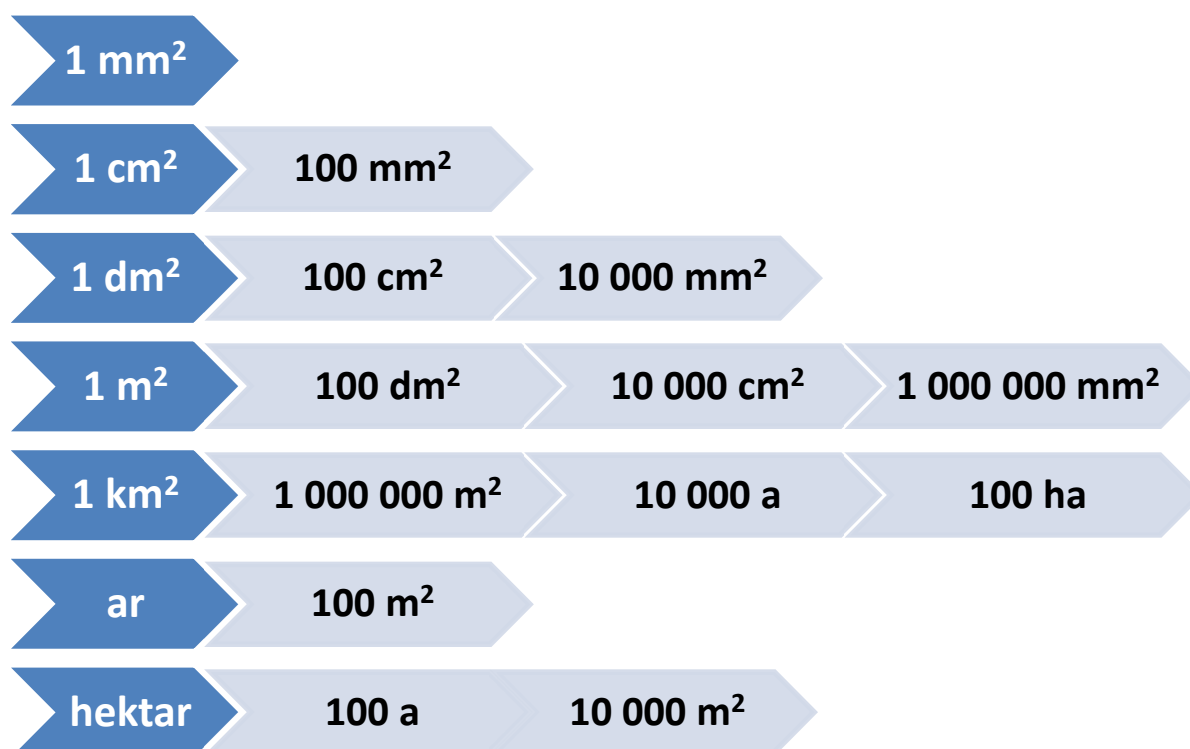 1 mm²
1 cm² 100 mm²
1 dm² 100 cm² 10 000 mm²
1 m² 100 dm² 10 000 cm² 1 000 000 mm²
1 km² 1 000 000 m² 10 000 a 100 ha
ar 100 m²
hektar 100 a 10 000 m²